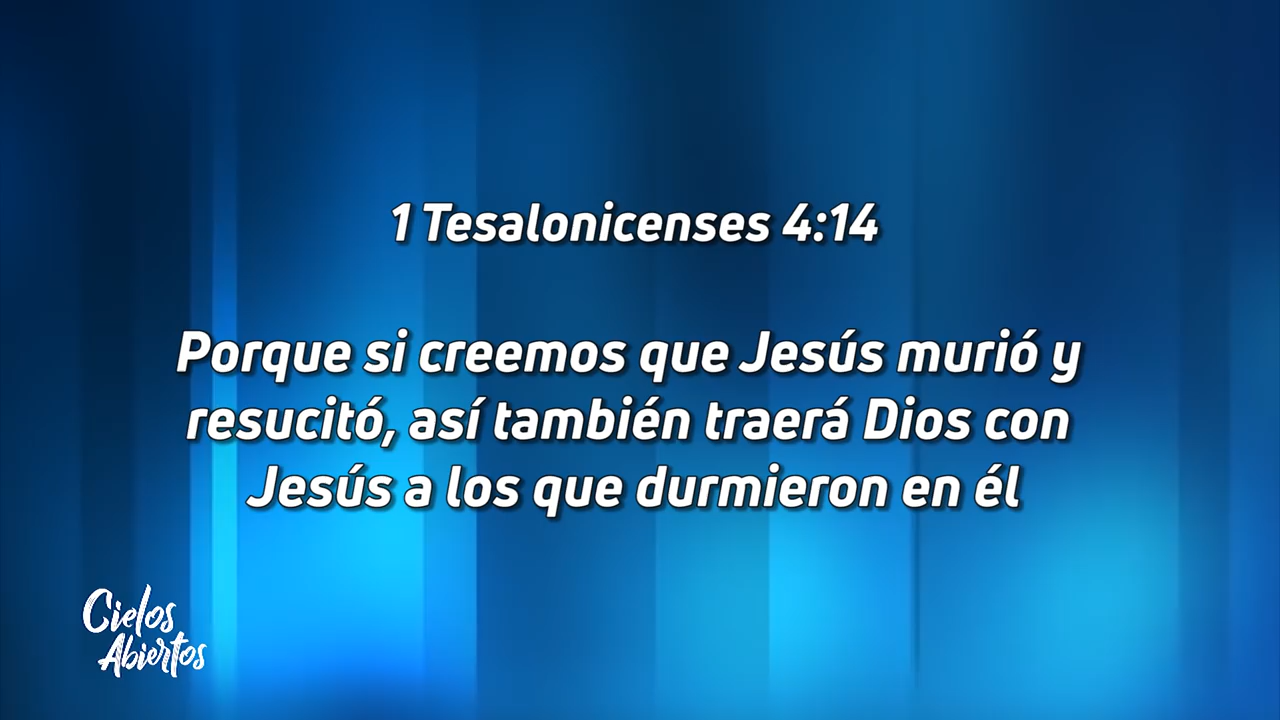 1 Tesalonicenses 4:14
Porque si creemos que Jesús murió y
resucitó, así también traerá Dios con
Jesús a los que durmieron en él
Cielos
Abiertos